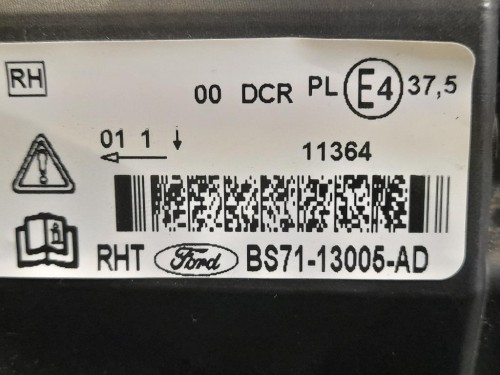 RH
00 DCR PL E4 37,5
01 1
11364
RHT Ford BS71-13005-AD